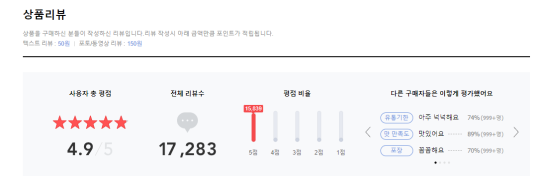 상품리뷰
상품을 구매하신 분들이 작성하신 리뷰입니다. 리뷰 작성시 아래 금액만큼 포인트가 적립됩니다.
텍스트 리뷰 : 50원 | 포토/동영상 리뷰 : 150원
사용자 총 평점 전체 리뷰수 평점 비율 다른 구매자들은 이렇게 평가했어요
15,839
유통기한 아주 넉넉해요 74% (999+명)
맛 만족도 맛있어요 89% (999+명)
4.9/5 17,283 5점 4점 3점 2점 1점 포장 꼼꼼해요 70% (999+명)